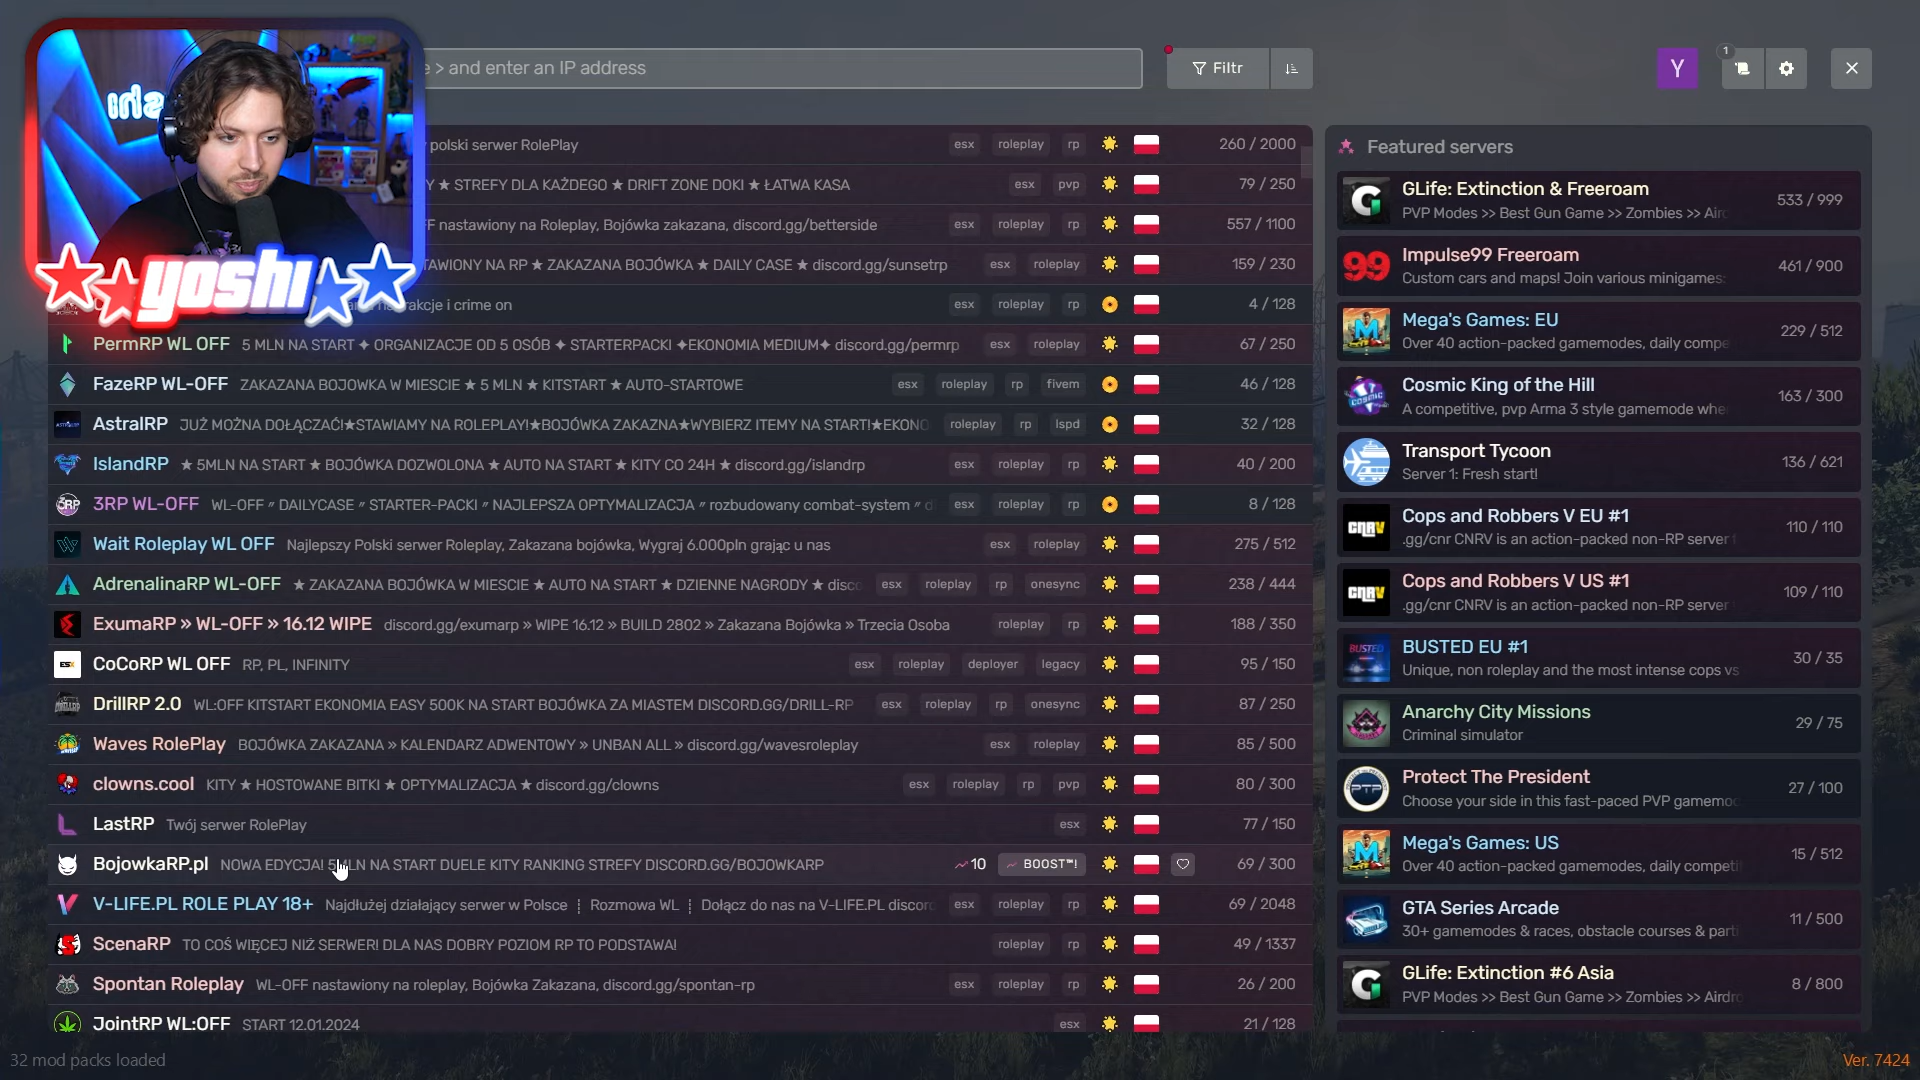 > and enter an IP address
Filtr
Y
1
polski serwer RolePlay esx roleplay rp 260 / 2000
Y ★ STREFY DLA KAŻDEGO ★ DRIFT ZONE DOKI ★ ŁATWA KASA esx pvp 79 / 250
nastawiony na Roleplay, Bojówka zakazana, discord.gg/betterside esx roleplay rp 557 / 1100
NA RP ★ ZAKAZANA BOJÓWKA ★ DAILY CASE ★ discord.gg/sunsetrp esx roleplay 159 / 230
i crime on esx roleplay rp 4 / 128
yoshi
PermRP WL OFF 5 MLN NA START ✦ ORGANIZACJE OD 5 OSÓB ✦ STARTERPACKI ✦EKONOMIA MEDIUM✦ discord.gg/permrp esx roleplay 67 / 250
FazeRP WL-OFF ZAKAZANA BOJOWKA W MIESCIE ★ 5 MLN ★ KITSTART ★ AUTO-STARTOWE esx roleplay rp fivem 46 / 128
AstralRP JUŻ MOŻNA DOŁĄCZAĆ!★STAWIAMY NA ROLEPLAY!★BOJÓWKA ZAKAZNA★WYBIERZ ITEMY NA START!★EKONO roleplay rp lspd 32 / 128
IslandRP ★ 5MLN NA START ★ BOJÓWKA DOZWOLONA ★ AUTO NA START ★ KITY CO 24H ★ discord.gg/islandrp esx roleplay rp 40 / 200
3RP WL-OFF WL-OFF〃DAILYCASE〃STARTER-PACKI〃NAJLEPSZA OPTYMALIZACJA〃rozbudowany combat-system〃d esx roleplay rp 8 / 128
Wait Roleplay WL OFF Najlepszy Polski serwer Roleplay, Zakazana bojówka, Wygraj 6.000pln grając u nas esx roleplay 275 / 512
AdrenalinaRP WL-OFF ★ ZAKAZANA BOJÓWKA W MIESCIE ★ AUTO NA START ★ DZIENNE NAGRODY ★ disc esx roleplay rp onesync 238 / 444
ExumaRP » WL-OFF » 16.12 WIPE discord.gg/exumarp » WIPE 16.12 » BUILD 2802 » Zakazana Bojówka » Trzecia Osoba roleplay rp 188 / 350
CoCoRP WL OFF RP, PL, INFINITY esx roleplay deployer legacy 95 / 150
DrillRP 2.0 WL:OFF KITSTART EKONOMIA EASY 500K NA START BOJÓWKA ZA MIASTEM DISCORD.GG/DRILL-RP esx roleplay rp onesync 87 / 250
Waves RolePlay BOJÓWKA ZAKAZANA » KALENDARZ ADWENTOWY » UNBAN ALL » discord.gg/wavesroleplay esx roleplay 85 / 500
clowns.cool KITY ★ HOSTOWANE BITKI ★ OPTYMALIZACJA ★ discord.gg/clowns esx roleplay rp pvp 80 / 300
LastRP Twój serwer RolePlay esx 77 / 150
BojowkaRP.pl NOWA EDYCJA! 5MLN NA START DUELE KITY RANKING STREFY DISCORD.GG/BOJOWKARP 10 BOOST™! 69 / 300
V-LIFE.PL ROLE PLAY 18+ Najdłużej działający serwer w Polsce ¦ Rozmowa WL ¦ Dołącz do nas na V-LIFE.PL discor esx roleplay rp 69 / 2048
ScenaRP TO COŚ WIĘCEJ NIŻ SERWER! DLA NAS DOBRY POZIOM RP TO PODSTAWA! roleplay rp 49 / 1337
Spontan Roleplay WL-OFF nastawiony na roleplay, Bojówka Zakazana, discord.gg/spontan-rp esx roleplay rp 26 / 200
JointRP WL:OFF START 12.01.2024 esx 21 / 128
Featured servers
GLife: Extinction & Freeroam
PVP Modes >> Best Gun Game >> Zombies >> Airc
533 / 999
Impulse99 Freeroam
Custom cars and maps! Join various minigames:
461 / 900
Mega's Games: EU
Over 40 action-packed gamemodes, daily compe
229 / 512
Cosmic King of the Hill
A competitive, pvp Arma 3 style gamemode whe
163 / 300
Transport Tycoon
Server 1: Fresh start!
136 / 621
Cops and Robbers V EU #1
.gg/cnr CNRV is an action-packed non-RP server
110 / 110
Cops and Robbers V US #1
.gg/cnr CNRV is an action-packed non-RP server
109 / 110
BUSTED EU #1
Unique, non roleplay and the most intense cops vs
30 / 35
Anarchy City Missions
Criminal simulator
29 / 75
Protect The President
Choose your side in this fast-paced PVP gamemoc
27 / 100
Mega's Games: US
Over 40 action-packed gamemodes, daily competi
15 / 512
GTA Series Arcade
30+ gamemodes & races, obstacle courses & parti
11 / 500
GLife: Extinction #6 Asia
PVP Modes >> Best Gun Game >> Zombies >> Airdrc
8 / 800
32 mod packs loaded
Ver. 7424